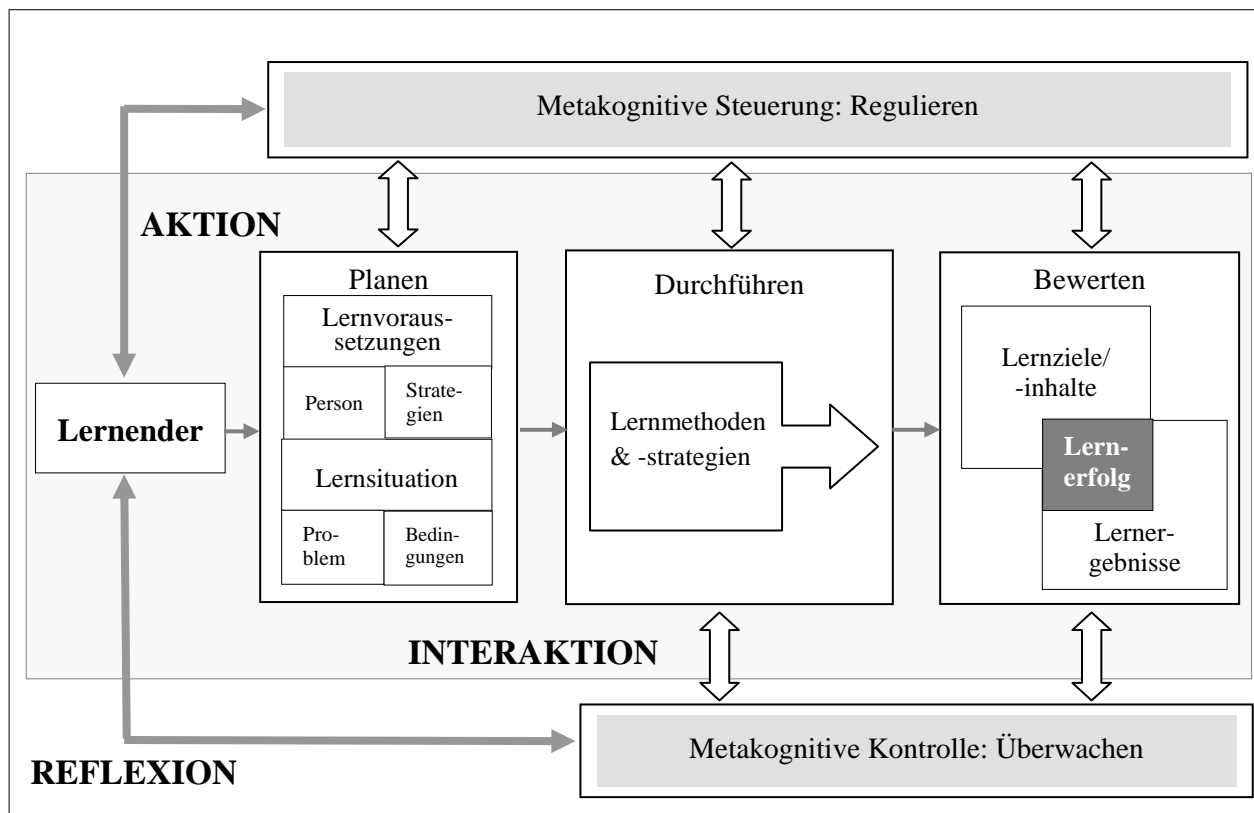 Metakognitive Steuerung: Regulieren
AKTION
Planen
Lernvoraus-
setzungen
Person
Strate-
gien
Lernsituation
Pro-
blem
Bedin-
gungen
Durchführen
Lernmethoden
& -strategien
Bewerten
Lernziele/
-inhalte
Lern-
erfolg
Lerner-
gebnisse
Lernender
INTERAKTION
Metakognitive Kontrolle: Überwachen
REFLEXION